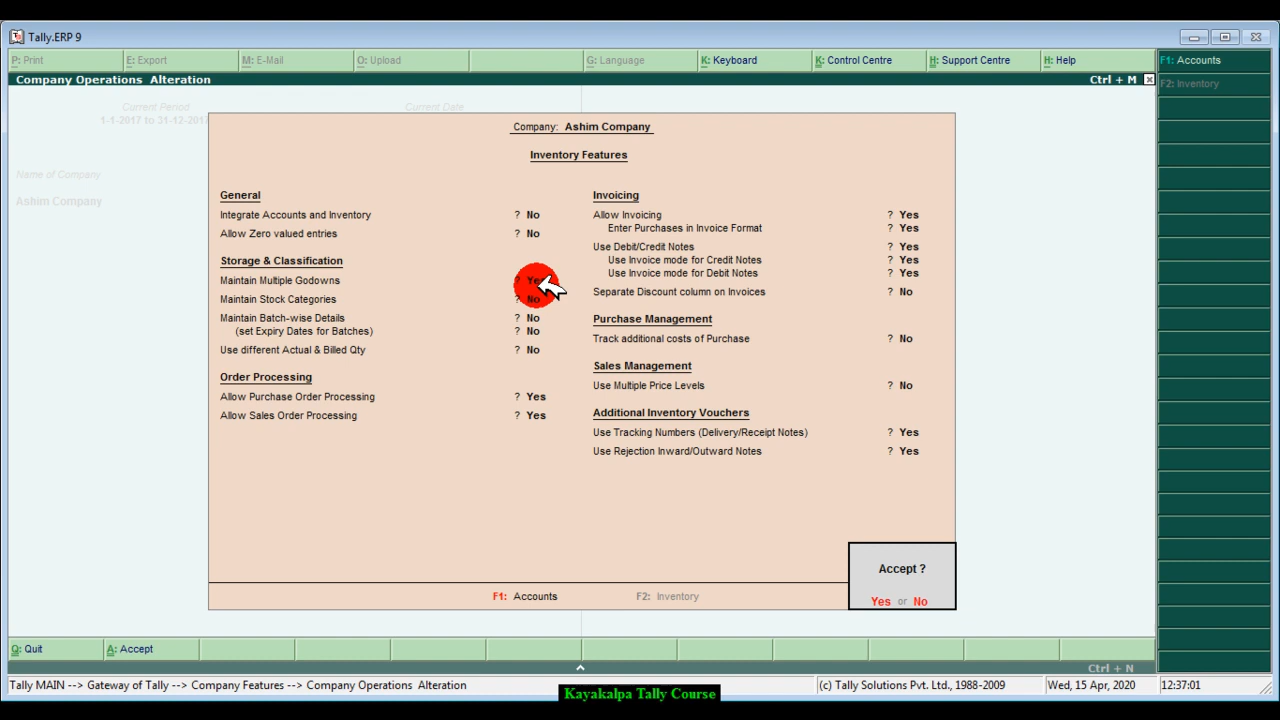 Tally.ERP 9
P: Print E: Export M: E-Mail O: Upload G: Language K: Keyboard K: Control Centre H: Support Centre H: Help
F1: Accounts
F2: Inventory
Company Operations Alteration Ctrl + M
Current Period Current Date
1-1-2017 to 31-12-2017
Name of Company
Ashim Company
Company: Ashim Company
Inventory Features
General
Integrate Accounts and Inventory ? No
Allow Zero valued entries ? No
Storage & Classification
Maintain Multiple Godowns ? Yes
Maintain Stock Categories ? No
Maintain Batch-wise Details ? No
(set Expiry Dates for Batches) ? No
Use different Actual & Billed Qty ? No
Order Processing
Allow Purchase Order Processing ? Yes
Allow Sales Order Processing ? Yes
Invoicing
Allow Invoicing ? Yes
Enter Purchases in Invoice Format ? Yes
Use Debit/Credit Notes ? Yes
Use Invoice mode for Credit Notes ? Yes
Use Invoice mode for Debit Notes ? Yes
Separate Discount column on Invoices ? No
Purchase Management
Track additional costs of Purchase ? No
Sales Management
Use Multiple Price Levels ? No
Additional Inventory Vouchers
Use Tracking Numbers (Delivery/Receipt Notes) ? Yes
Use Rejection Inward/Outward Notes ? Yes
Accept ?
Yes or No
F1: Accounts F2: Inventory
Q: Quit A: Accept
Ctrl + N
Tally MAIN --> Gateway of Tally --> Company Features --> Company Operations Alteration (c) Tally Solutions Pvt. Ltd., 1988-2009 Wed, 15 Apr, 2020 12:37:01
Kayakalpa Tally Course